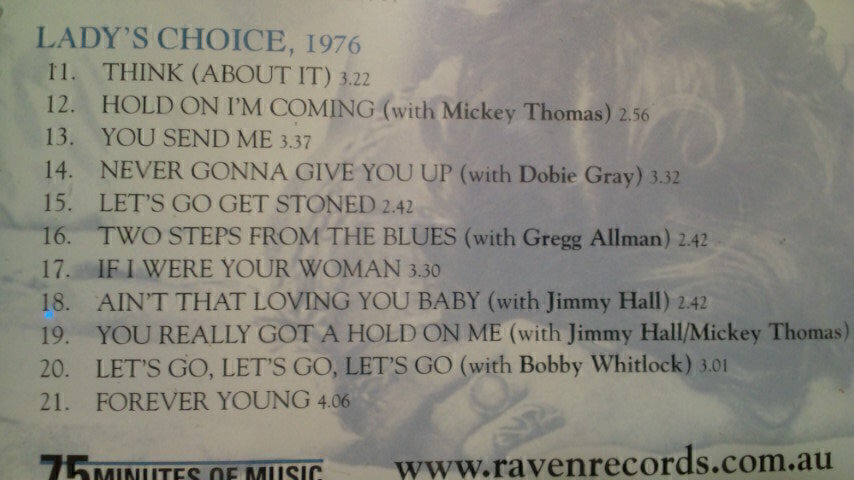 LADY'S CHOICE, 1976
11. THINK (ABOUT IT) 3.22
12. HOLD ON I'M COMING (with Mickey Thomas) 2.56
13. YOU SEND ME 3.37
14. NEVER GONNA GIVE YOU UP (with Dobie Gray) 3.32
15. LET'S GO GET STONED 2.42
16. TWO STEPS FROM THE BLUES (with Gregg Allman) 2.42
17. IF I WERE YOUR WOMAN 3.30
18. AIN'T THAT LOVING YOU BABY (with Jimmy Hall) 2.42
19. YOU REALLY GOT A HOLD ON ME (with Jimmy Hall/Mickey Thomas)
20. LET'S GO, LET'S GO, LET'S GO (with Bobby Whitlock) 3.01
21. FOREVER YOUNG 4.06
75 MINUTES OF MUSIC www.ravenrecords.com.au